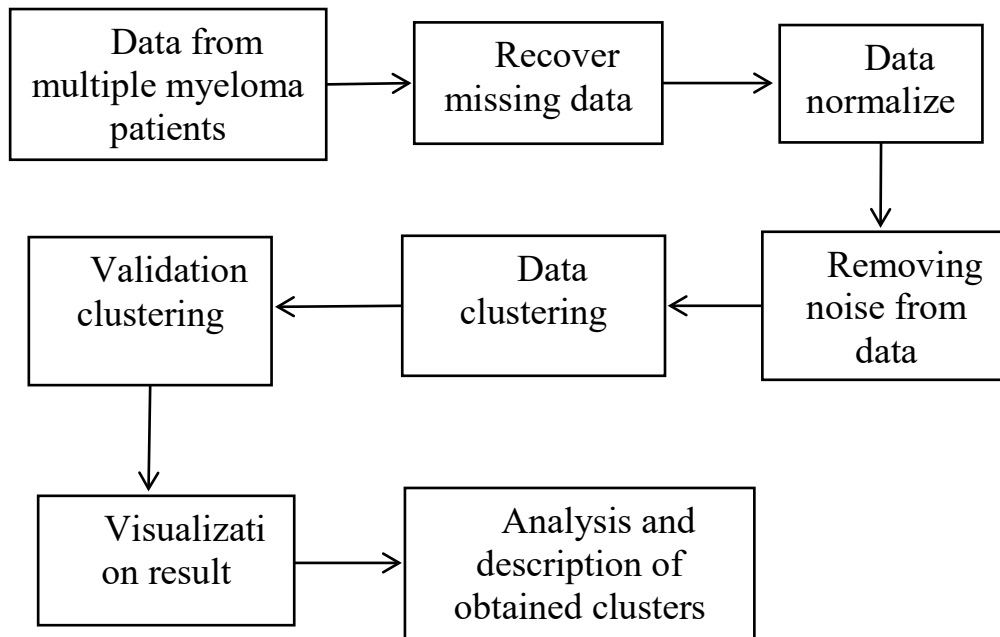 Data from
multiple myeloma
patients
Recover
missing data
Data
normalize
Removing
noise from
data
Data
clustering
Validation
clustering
Visualizati
on result
Analysis and
description of
obtained clusters